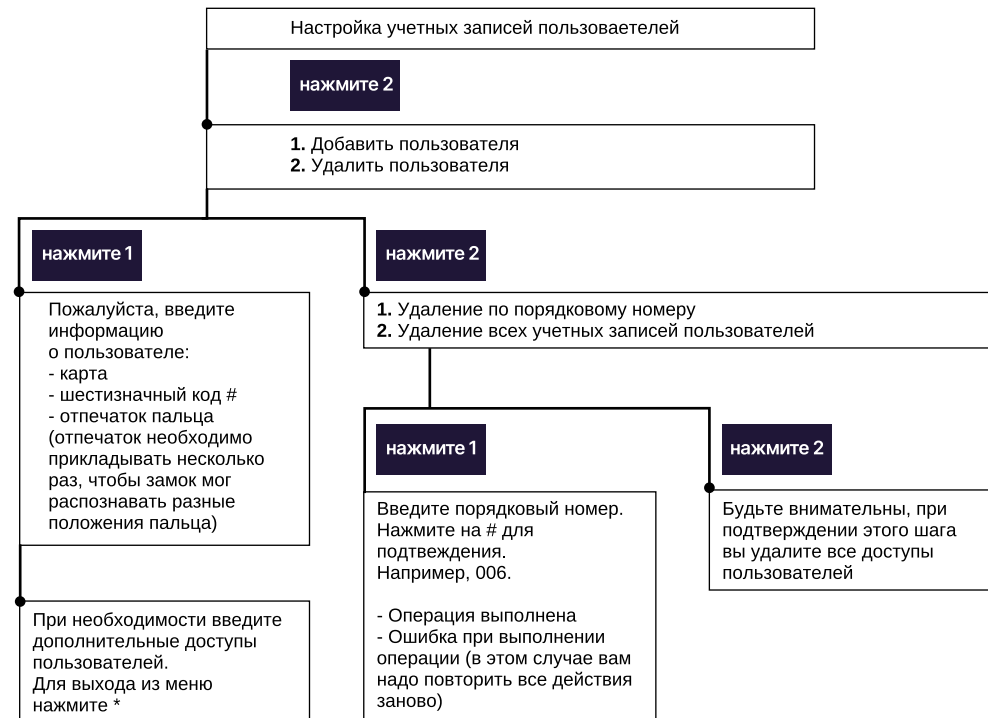 Настройка учетных записей пользоваетелей
нажмите 2
1. Добавить пользователя
2. Удалить пользователя
нажмите 1
Пожалуйста, введите
информацию
о пользователе:
- карта
- шестизначный код #
- отпечаток пальца
(отпечаток необходимо
прикладывать несколько
раз, чтобы замок мог
распознавать разные
положения пальца)
При необходимости введите
дополнительные доступы
пользователей.
Для выхода из меню
нажмите *
нажмите 2
1. Удаление по порядковому номеру
2. Удаление всех учетных записей пользователей
нажмите 1
Введите порядковый номер.
Нажмите на # для
подтвеждения.
Например, 006.
- Операция выполнена
- Ошибка при выполнении
операции (в этом случае вам
надо повторить все действия
заново)
нажмите 2
Будьте внимательны, при
подтверждении этого шага
вы удалите все доступы
пользователей